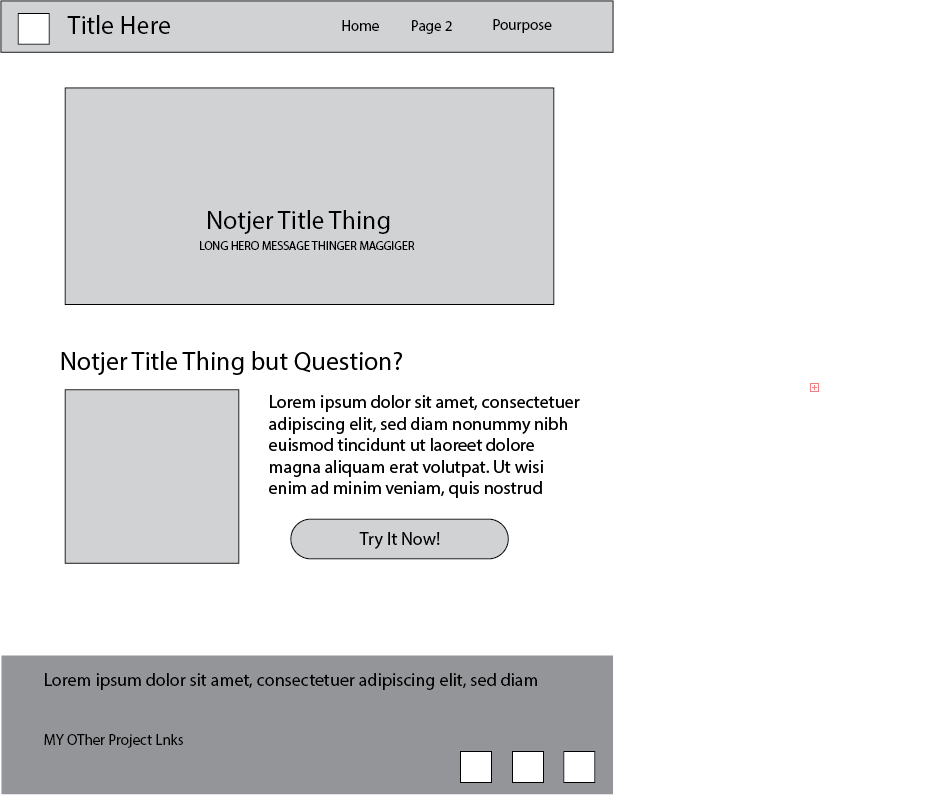 Title Here
Home
Page 2
Pourpose
Notjer Title Thing
LONG HERO MESSAGE THINGER MAGGIGER
Notjer Title Thing but Question?
Lorem ipsum dolor sit amet, consectetuer
adipiscing elit, sed diam nonummy nibh
euismod tincidunt ut laoreet dolore
magna aliquam erat volutpat. Ut wisi
enim ad minim veniam, quis nostrud
Try It Now!
Lorem ipsum dolor sit amet, consectetuer adipiscing elit, sed diam
MY OTher Project Lnks